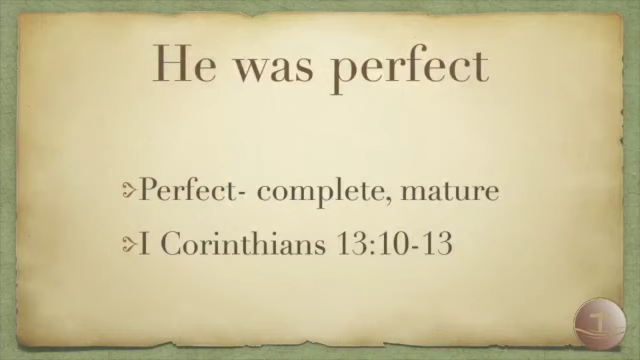 He was perfect
Perfect- complete, mature
I Corinthians 13:10-13